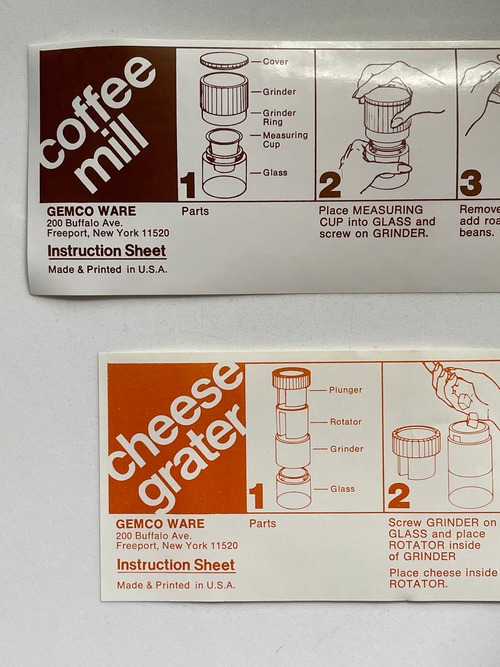 coffee
mill
Cover
Grinder
Grinder
Ring
Measuring
Cup
Glass
1
Parts
2
Place MEASURING
CUP into GLASS and
screw on GRINDER.
3
Remove
add roa
beans.
GEMCO WARE
200 Buffalo Ave.
Freeport, New York 11520
Instruction Sheet
Made & Printed in U.S.A.
cheese
grater
Plunger
Rotator
Grinder
Glass
1
Parts
2
Screw GRINDER on
GLASS and place
ROTATOR inside
of GRINDER
Place cheese inside
ROTATOR.
GEMCO WARE
200 Buffalo Ave.
Freeport, New York 11520
Instruction Sheet
Made & Printed in U.S.A.